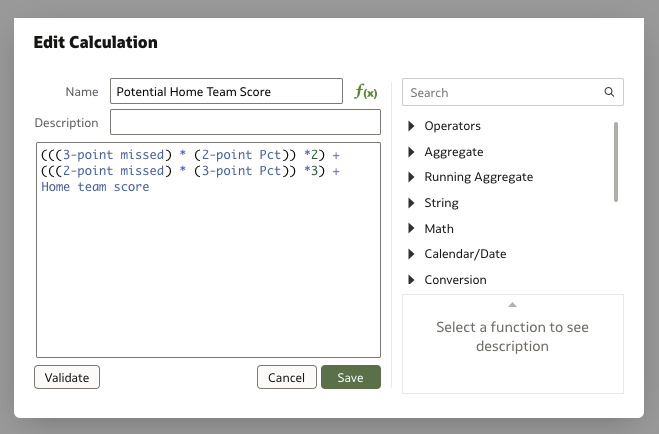 Edit Calculation
Name
Potential Home Team Score
f(x)
Description
(((3-point missed) * (2-point Pct)) *2) +
(((2-point missed) * (3-point Pct)) *3) +
Home team score
Validate
Cancel
Save
Search
Operators
Aggregate
Running Aggregate
String
Math
Calendar/Date
Conversion
Select a function to see
description